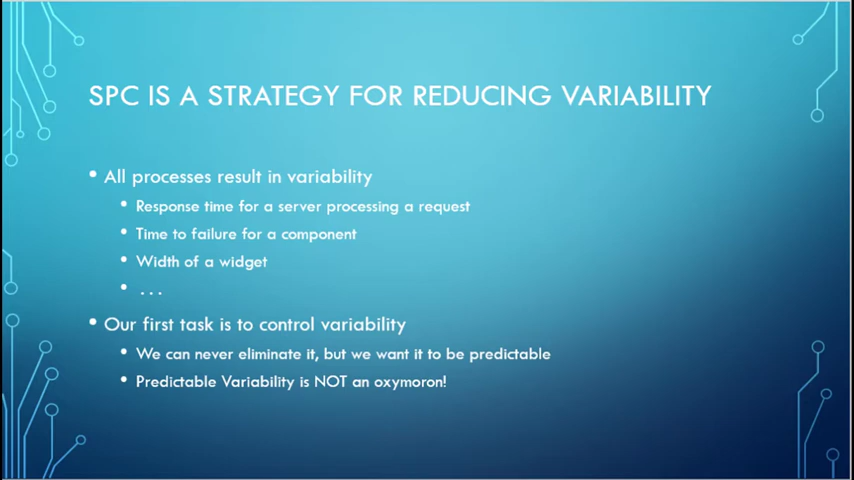 SPC IS A STRATEGY FOR REDUCING VARIABILITY
• All processes result in variability
• Response time for a server processing a request
• Time to failure for a component
• Width of a widget
• . . .
• Our first task is to control variability
• We can never eliminate it, but we want it to be predictable
• Predictable Variability is NOT an oxymoron!